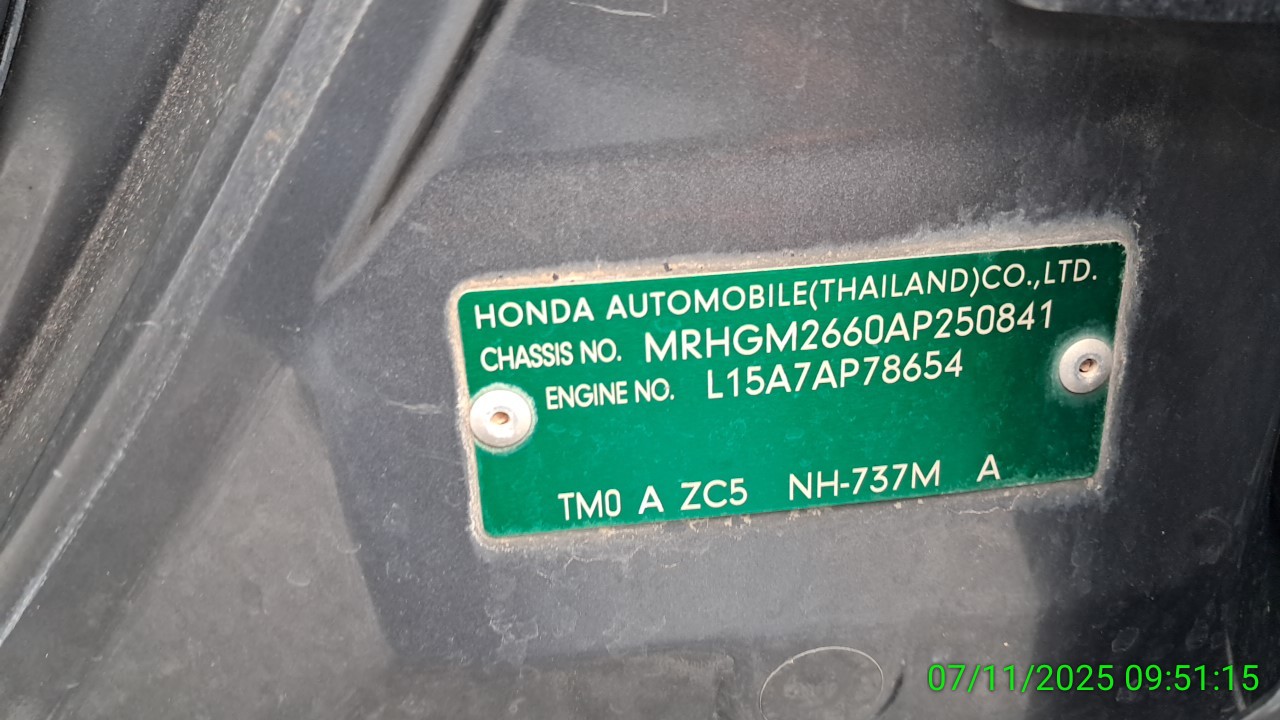 HONDA AUTOMOBILE(THAILAND)CO.,LTD.
CHASSIS NO. MRHGM2660AP250841
ENGINE NO. L15A7AP78654
TM0 A ZC5 NH-737M A
07/11/2025 09:51:15